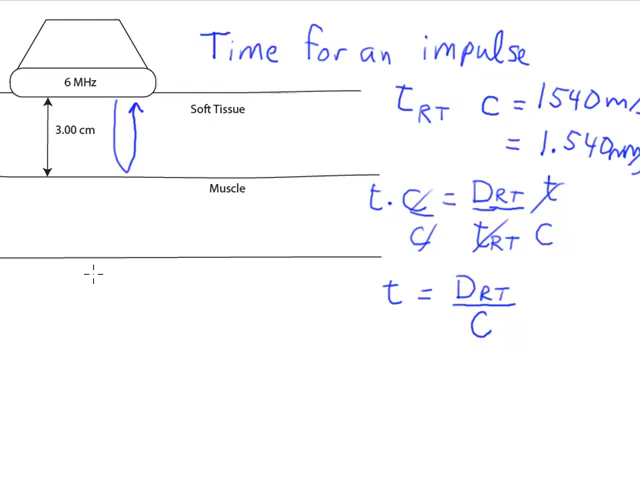 Time for an impulse
6 MHz
Soft Tissue
t RT C = 1540 m/s
3.00 cm
= 1.540
Muscle
t · C / C = DRT t / tRT C
t = DRT / C